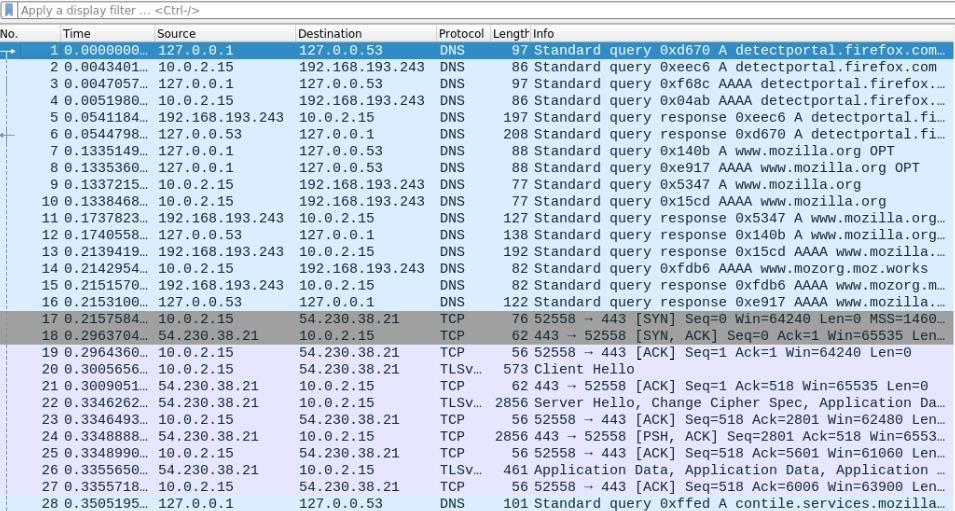 Apply a display filter … <Ctrl-/>
No. Time Source Destination Protocol Length Info
1 0.0000000… 127.0.0.1 127.0.0.53 DNS 97 Standard query 0xd670 A detectportal.firefox.com…
2 0.0043401… 10.0.2.15 192.168.193.243 DNS 86 Standard query 0xeec6 A detectportal.firefox.com
3 0.0047057… 127.0.0.1 127.0.0.53 DNS 97 Standard query 0xf68c AAAA detectportal.firefox.…
4 0.0051980… 10.0.2.15 192.168.193.243 DNS 86 Standard query 0x04ab AAAA detectportal.firefox.…
5 0.0541184… 192.168.193.243 10.0.2.15 DNS 197 Standard query response 0xeec6 A detectportal.fi…
6 0.0544798… 127.0.0.53 127.0.0.1 DNS 208 Standard query response 0xd670 A detectportal.fi…
7 0.1335149… 127.0.0.1 127.0.0.53 DNS 88 Standard query 0x140b A www.mozilla.org OPT
8 0.1335360… 127.0.0.1 127.0.0.53 DNS 88 Standard query 0xe917 AAAA www.mozilla.org OPT
9 0.1337215… 10.0.2.15 192.168.193.243 DNS 77 Standard query 0x5347 A www.mozilla.org
10 0.1338468… 10.0.2.15 192.168.193.243 DNS 77 Standard query 0x15cd AAAA www.mozilla.org
11 0.1737823… 192.168.193.243 10.0.2.15 DNS 127 Standard query response 0x5347 A www.mozilla.org…
12 0.1740558… 127.0.0.53 127.0.0.1 DNS 138 Standard query response 0x140b A www.mozilla.org…
13 0.2139419… 192.168.193.243 10.0.2.15 DNS 192 Standard query response 0x15cd AAAA www.mozilla.…
14 0.2142954… 10.0.2.15 192.168.193.243 DNS 82 Standard query 0xfdb6 AAAA www.mozorg.moz.works
15 0.2151570… 192.168.193.243 10.0.2.15 DNS 82 Standard query response 0xfdb6 AAAA www.mozorg.m…
16 0.2153100… 127.0.0.53 127.0.0.1 DNS 122 Standard query response 0xe917 AAAA www.mozilla.…
17 0.2157584… 10.0.2.15 54.230.38.21 TCP 76 52558 → 443 [SYN] Seq=0 Win=64240 Len=0 MSS=1460…
18 0.2963704… 54.230.38.21 10.0.2.15 TCP 62 443 → 52558 [SYN, ACK] Seq=0 Ack=1 Win=65535 Len…
19 0.2964360… 10.0.2.15 54.230.38.21 TCP 56 52558 → 443 [ACK] Seq=1 Ack=1 Win=64240 Len=0
20 0.3005656… 10.0.2.15 54.230.38.21 TLSv… 573 Client Hello
21 0.3009051… 54.230.38.21 10.0.2.15 TCP 62 443 → 52558 [ACK] Seq=1 Ack=518 Win=65535 Len=0
22 0.3346262… 54.230.38.21 10.0.2.15 TLSv… 2856 Server Hello, Change Cipher Spec, Application Da…
23 0.3346493… 10.0.2.15 54.230.38.21 TCP 56 52558 → 443 [ACK] Seq=518 Ack=2801 Win=62480 Len…
24 0.3348888… 54.230.38.21 10.0.2.15 TCP 2856 443 → 52558 [PSH, ACK] Seq=2801 Ack=518 Win=6553…
25 0.3348990… 10.0.2.15 54.230.38.21 TCP 56 52558 → 443 [ACK] Seq=518 Ack=5601 Win=61060 Len…
26 0.3355650… 54.230.38.21 10.0.2.15 TLSv… 461 Application Data, Application Data, Application …
27 0.3355718… 10.0.2.15 54.230.38.21 TCP 56 52558 → 443 [ACK] Seq=518 Ack=6006 Win=63900 Len…
28 0.3505195… 127.0.0.1 127.0.0.53 DNS 101 Standard query 0xffed A contile.services.mozilla…